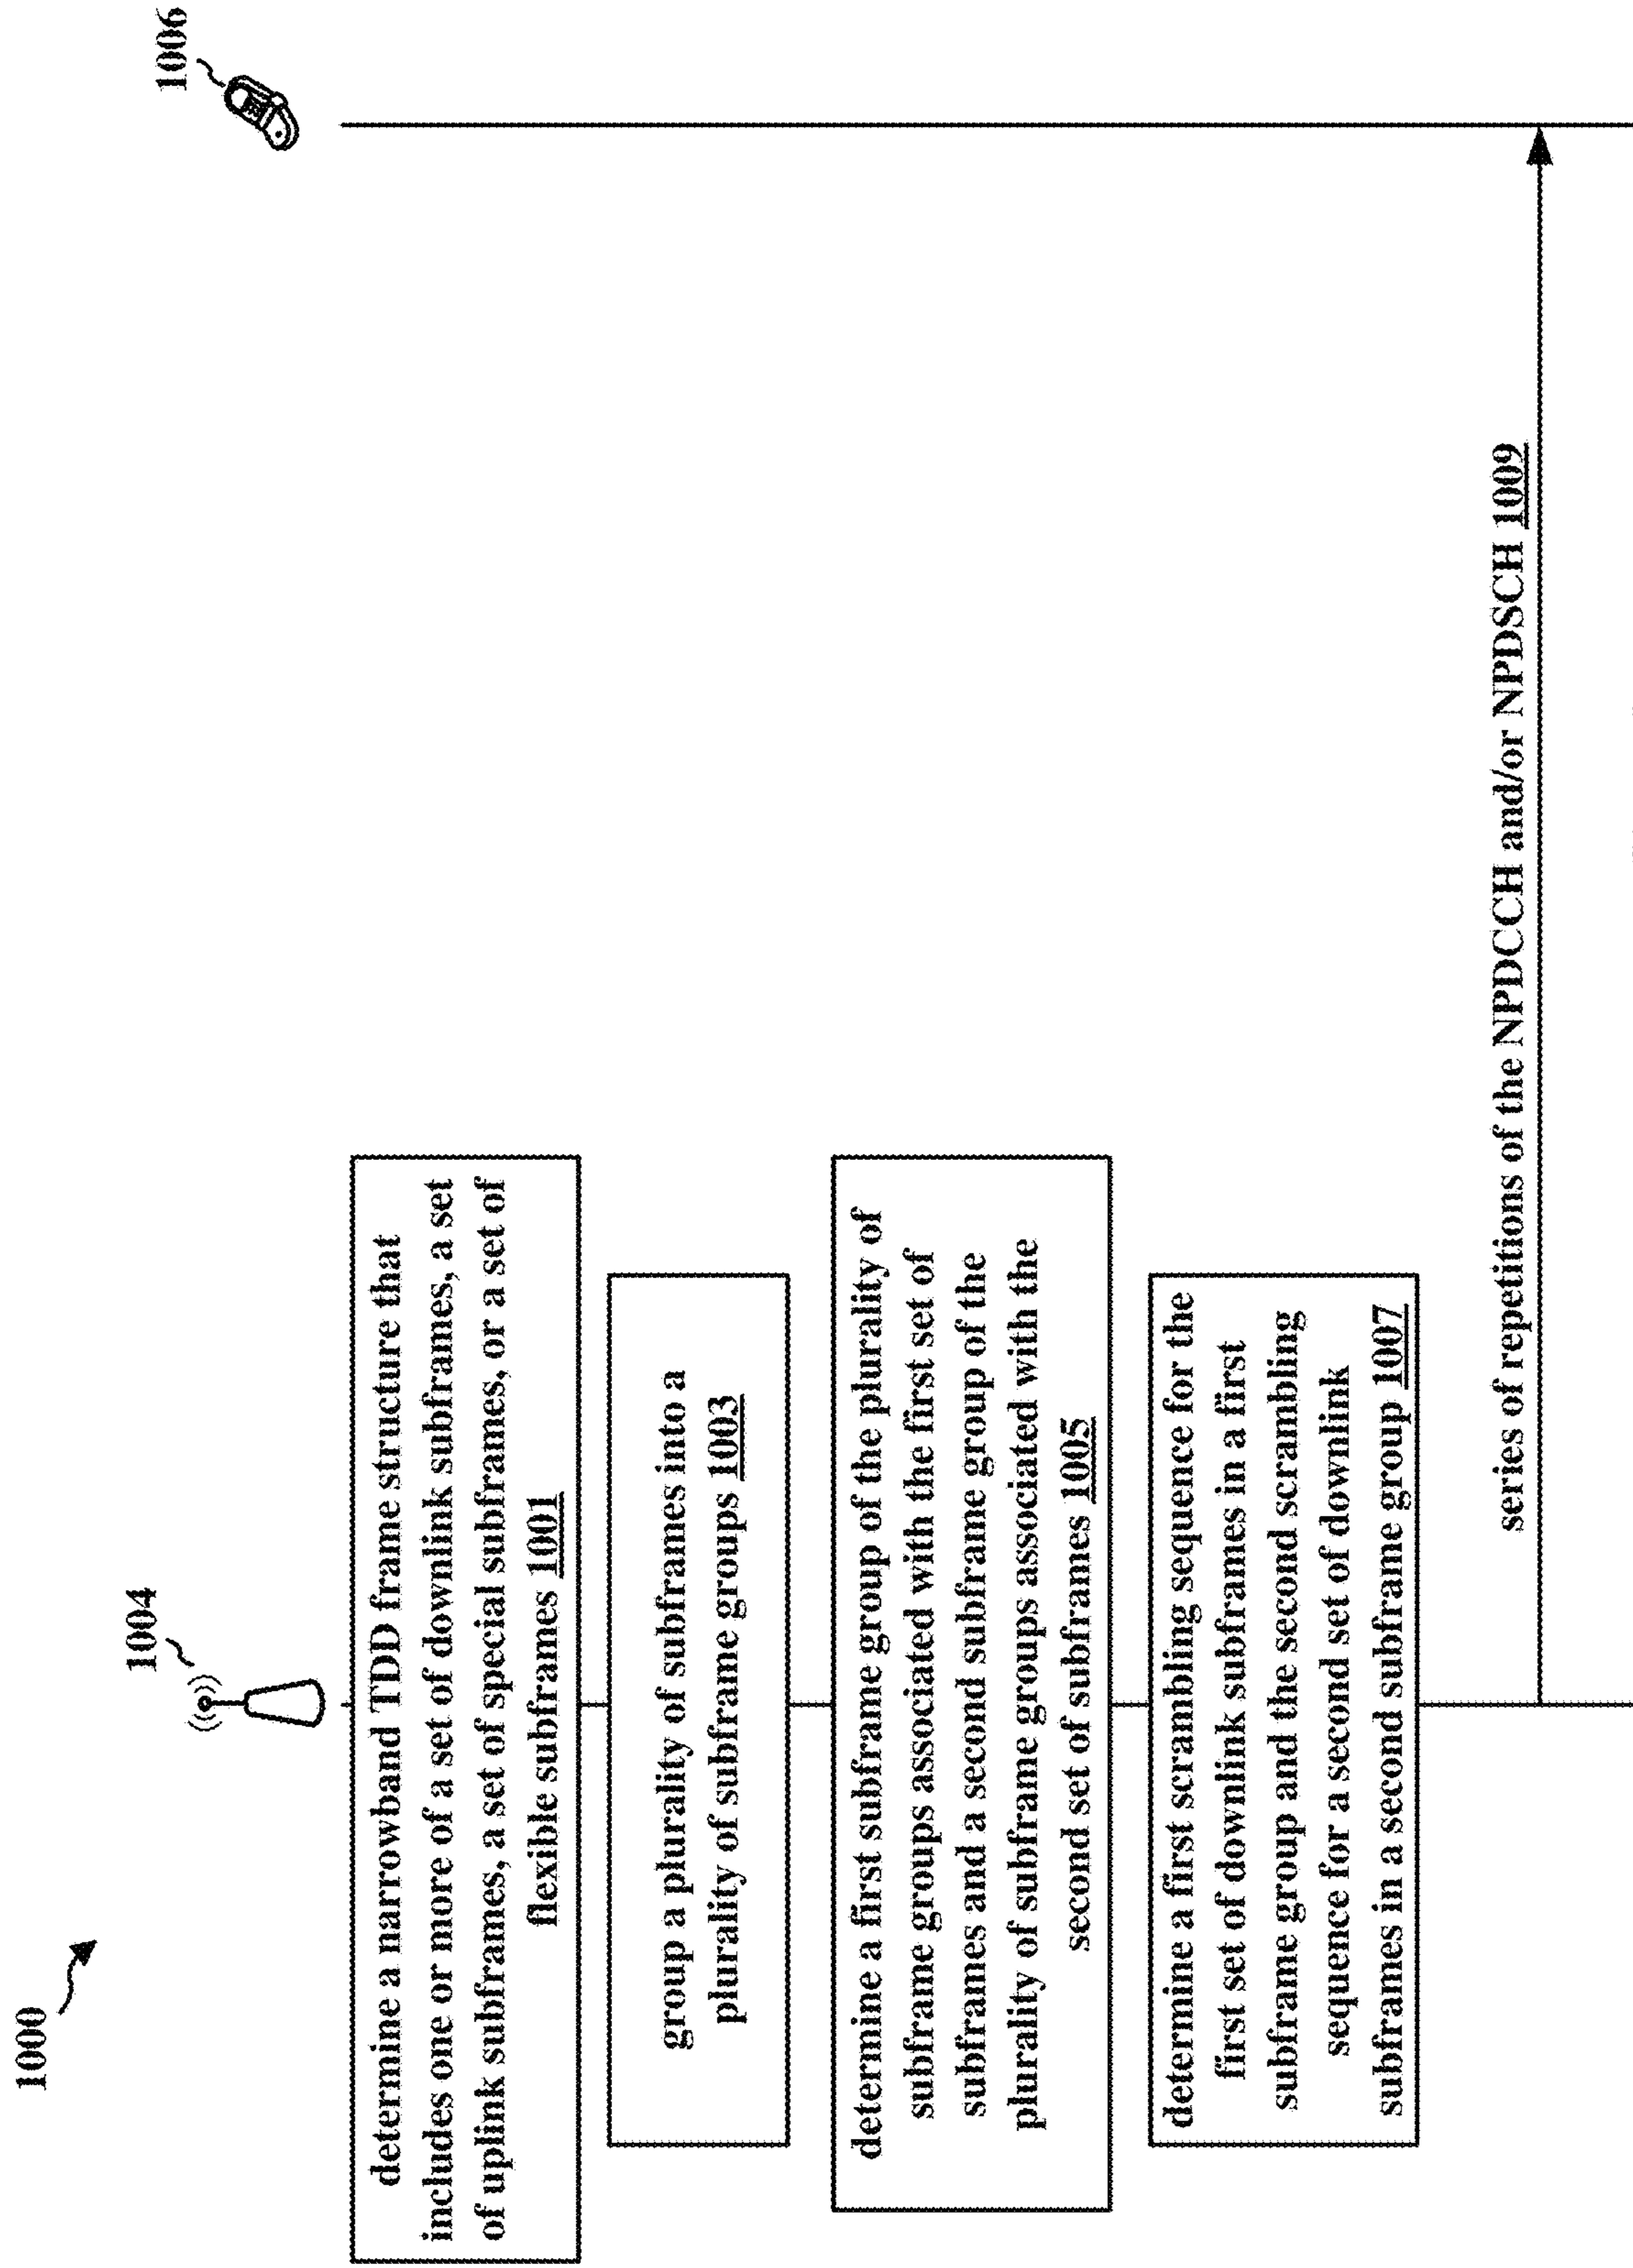 1000
1004
1006
determine a narrowband TDD frame structure that
includes one or more of a set of downlink subframes, a set
of uplink subframes, a set of special subframes, or a set of
flexible subframes 1001
group a plurality of subframes into a
plurality of subframe groups 1003
determine a first subframe group of the plurality of
subframe groups associated with the first set of
subframes and a second subframe group of the
plurality of subframe groups associated with the
second set of subframes 1005
determine a first scrambling sequence for the
first set of downlink subframes in a first
subframe group and the second scrambling
sequence for a second set of downlink
subframes in a second subframe group 1007
series of repetitions of the NPDCCH and/or NPDSCH 1009